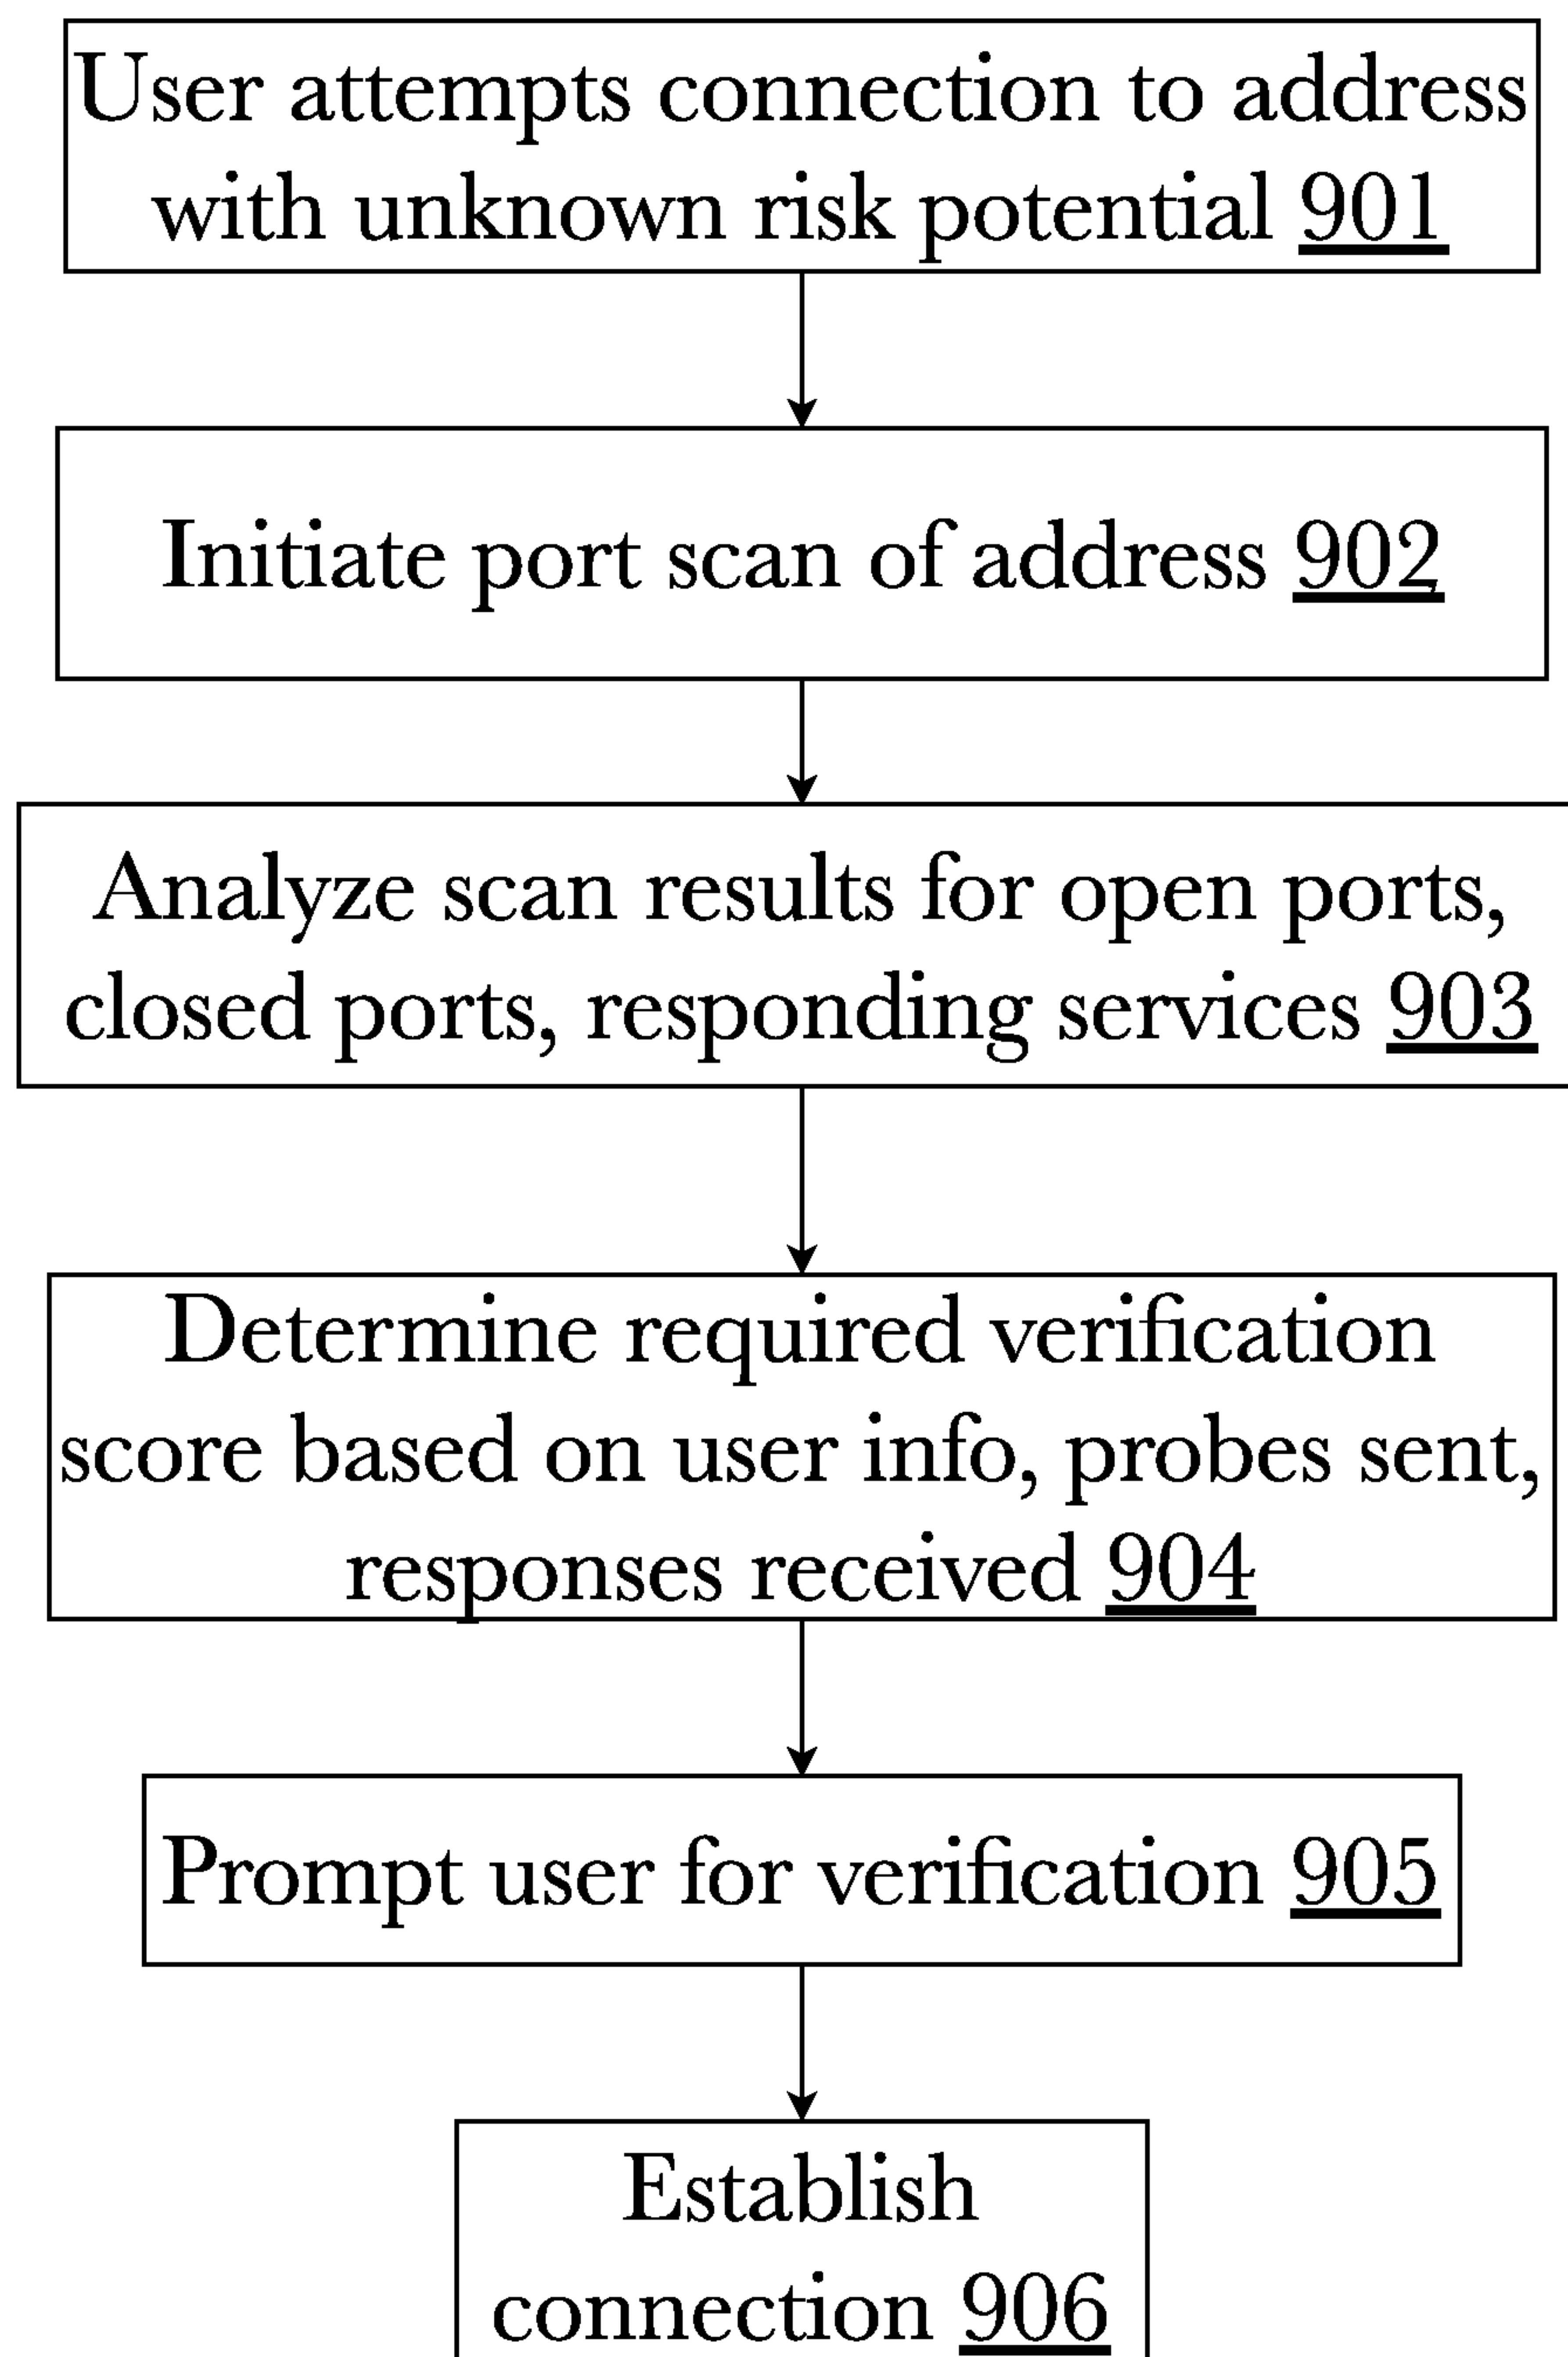 User attempts connection to address
with unknown risk potential 901
Initiate port scan of address 902
Analyze scan results for open ports,
closed ports, responding services 903
Determine required verification
score based on user info, probes sent,
responses received 904
Prompt user for verification 905
Establish
connection 906